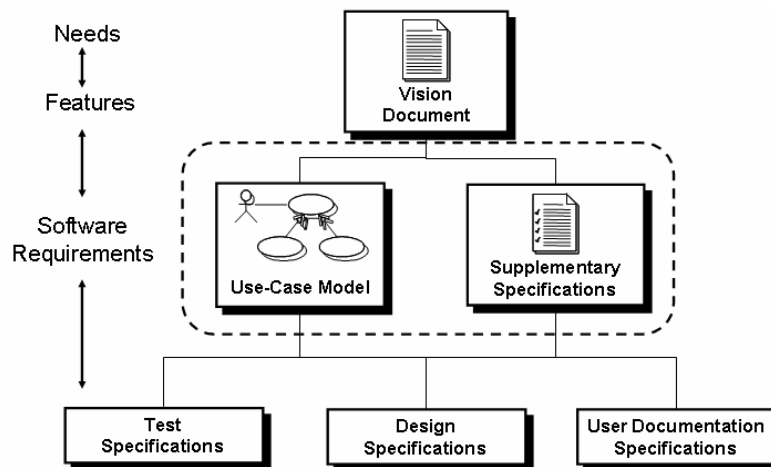 Needs
Features
Software
Requirements
Vision
Document
Use-Case Model
Supplementary
Specifications
Test
Specifications
Design
Specifications
User Documentation
Specifications